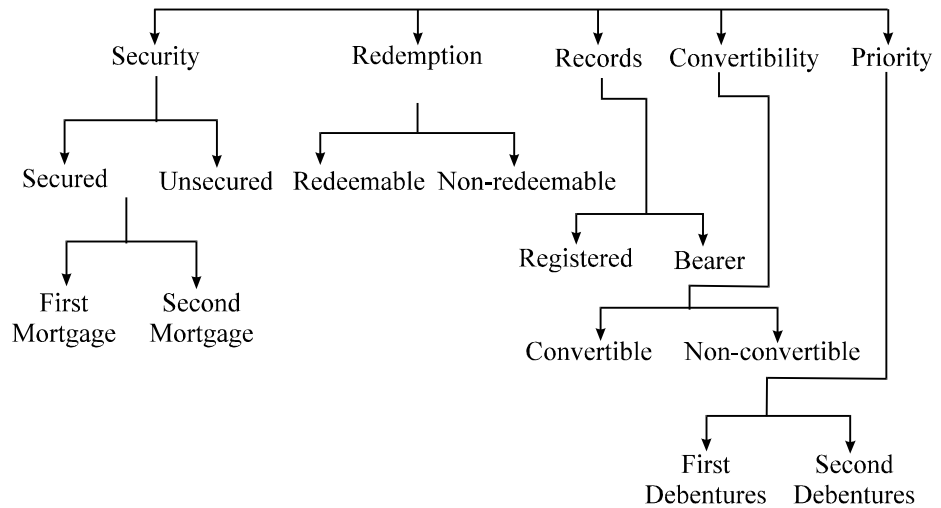 Security
Redemption
Records
Convertibility
Priority
Secured
Unsecured
Redeemable
Non-redeemable
Registered
Bearer
First
Mortgage
Second
Mortgage
Convertible
Non-convertible
First
Debentures
Second
Debentures